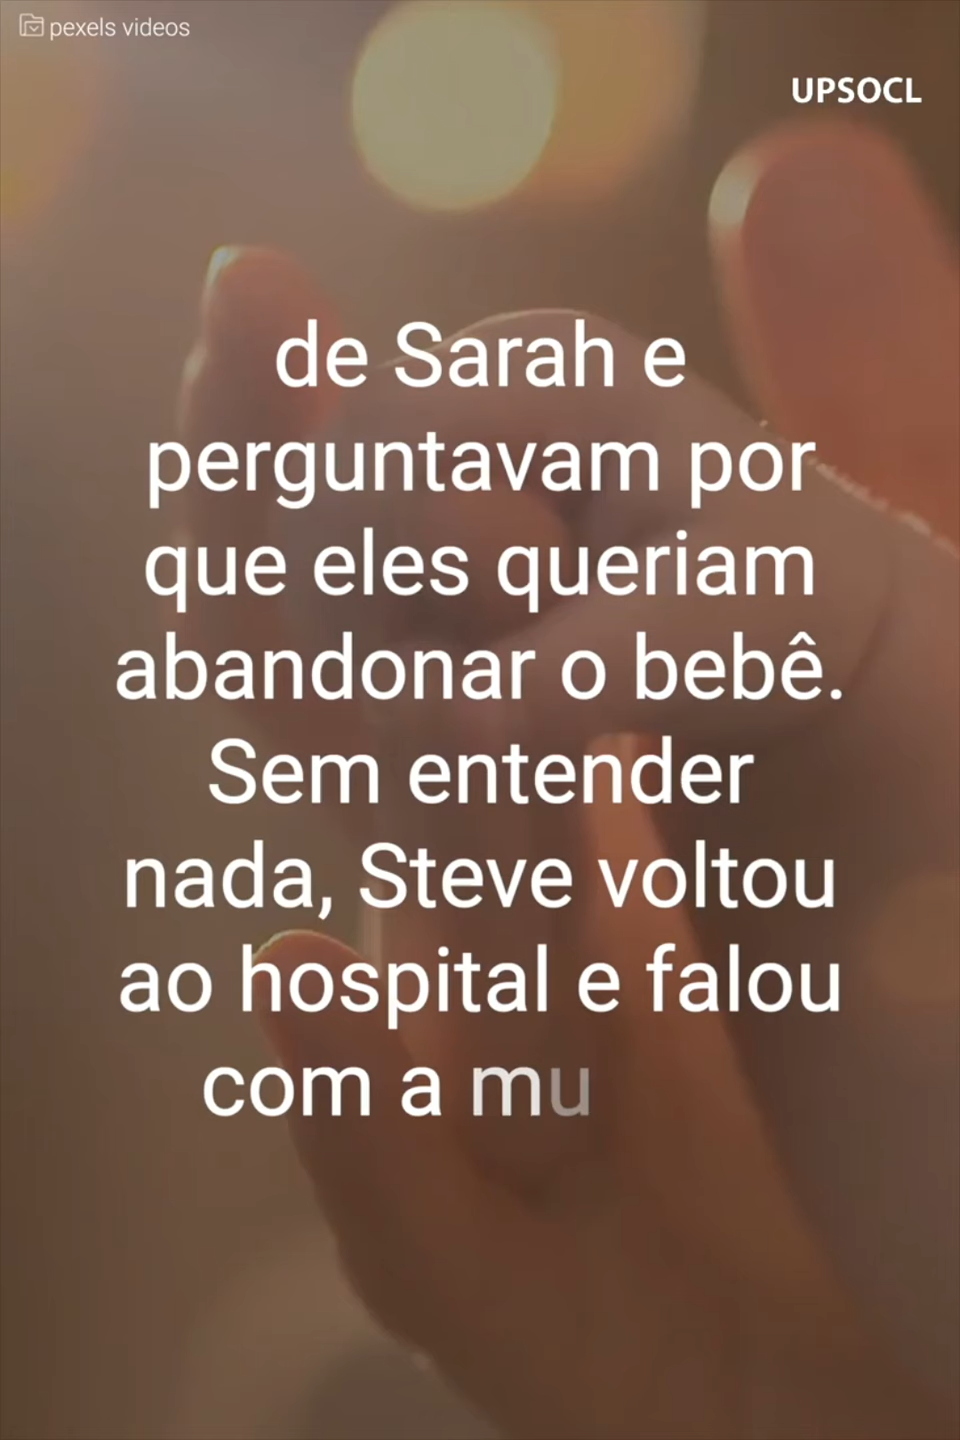 pexels videos
UPSOCL
de Sarah e
perguntavam por
que eles queriam
abandonar o bebê.
Sem entender
nada, Steve voltou
ao hospital e falou
com a mu